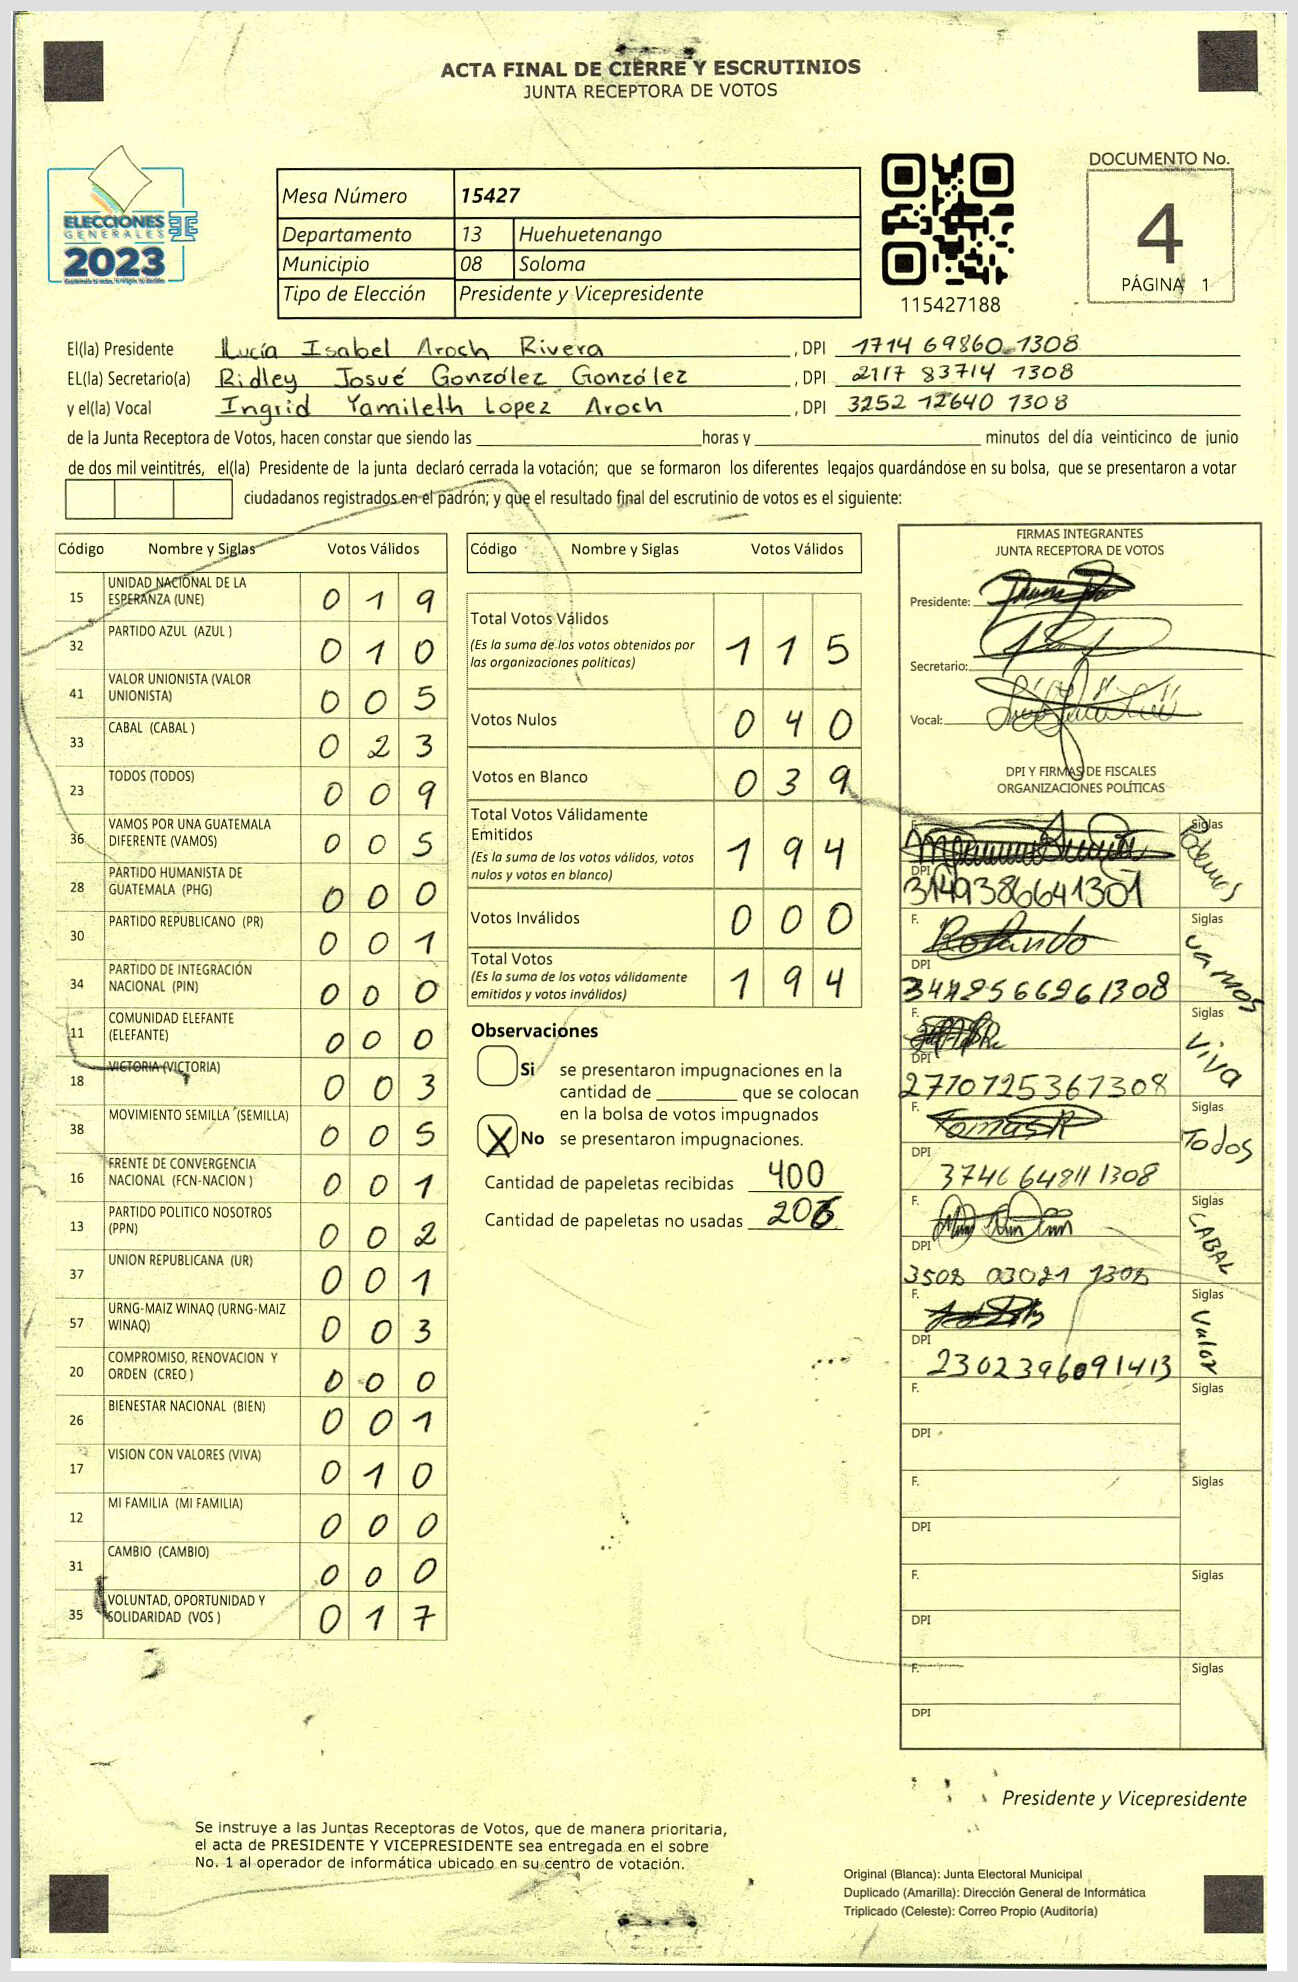 ACTA FINAL DE CIERRE Y ESCRUTINIOS
JUNTA RECEPTORA DE VOTOS
ELECCIONES
GENERALES
2023
Mesa Número 15427
Departamento 13 Huehuetenango
Municipio 08 Soloma
Tipo de Elección Presidente y Vicepresidente
115427188
DOCUMENTO No.
4
PÁGINA 1
El(la) Presidente Lucía Isabel Aroch Rivera , DPI 1714 69860 1308
EL(la) Secretario(a) Ridley Josué González González , DPI 2117 83714 1308
y el(la) Vocal Ingrid Yamileth Lopez Aroch , DPI 3252 12640 1308
de la Junta Receptora de Votos, hacen constar que siendo las horas y minutos del día veinticinco de junio
de dos mil veintitrés, el(la) Presidente de la junta declaró cerrada la votación; que se formaron los diferentes legajos guardándose en su bolsa, que se presentaron a votar
ciudadanos registrados en el padrón; y que el resultado final del escrutinio de votos es el siguiente:
Código Nombre y Siglas Votos Válidos
15 UNIDAD NACIONAL DE LA ESPERANZA (UNE) 0 1 9
32 PARTIDO AZUL (AZUL ) 0 1 0
41 VALOR UNIONISTA (VALOR UNIONISTA) 0 0 5
33 CABAL (CABAL ) 0 2 3
23 TODOS (TODOS) 0 0 9
36 VAMOS POR UNA GUATEMALA DIFERENTE (VAMOS) 0 0 5
28 PARTIDO HUMANISTA DE GUATEMALA (PHG) 0 0 0
30 PARTIDO REPUBLICANO (PR) 0 0 1
34 PARTIDO DE INTEGRACIÓN NACIONAL (PIN) 0 0 0
11 COMUNIDAD ELEFANTE (ELEFANTE) 0 0 0
18 VICTORIA (VICTORIA) 0 0 3
38 MOVIMIENTO SEMILLA (SEMILLA) 0 0 5
16 FRENTE DE CONVERGENCIA NACIONAL (FCN-NACION ) 0 0 1
13 PARTIDO POLITICO NOSOTROS (PPN) 0 0 2
37 UNION REPUBLICANA (UR) 0 0 1
57 URNG-MAIZ WINAQ (URNG-MAIZ WINAQ) 0 0 3
20 COMPROMISO, RENOVACION Y ORDEN (CREO ) 0 0 0
26 BIENESTAR NACIONAL (BIEN) 0 0 1
17 VISION CON VALORES (VIVA) 0 1 0
12 MI FAMILIA (MI FAMILIA) 0 0 0
31 CAMBIO (CAMBIO) 0 0 0
35 VOLUNTAD, OPORTUNIDAD Y SOLIDARIDAD (VOS ) 0 1 7
Código Nombre y Siglas Votos Válidos
Total Votos Válidos 1 1 5
(Es la suma de los votos obtenidos por
las organizaciones políticas)
Votos Nulos 0 4 0
Votos en Blanco 0 3 9
Total Votos Válidamente
Emitidos 1 9 4
(Es la suma de los votos válidos, votos
nulos y votos en blanco)
Votos Inválidos 0 0 0
Total Votos 1 9 4
(Es la suma de los votos válidamente
emitidos y votos inválidos)
Observaciones
Si se presentaron impugnaciones en la
cantidad de que se colocan
en la bolsa de votos impugnados
X No se presentaron impugnaciones.
Cantidad de papeletas recibidas 400
Cantidad de papeletas no usadas 206
FIRMAS INTEGRANTES
JUNTA RECEPTORA DE VOTOS
Presidente:
Secretario:
Vocal:
DPI Y FIRMAS DE FISCALES
ORGANIZACIONES POLÍTICAS
F. Siglas Podemos
DPI 3149386641301
F. Rolando Siglas Vamos
DPI
F. Siglas Viva
DPI 2710125361308
F. Tomas R Siglas Todos
DPI 3746 64811 1308
F. Siglas CABAL
DPI 3508 03021 1308
F. Siglas Valor
DPI 2302396091413
F. Siglas
DPI
F. Siglas
DPI
F. Siglas
DPI
F. Siglas
DPI
Presidente y Vicepresidente
Se instruye a las Juntas Receptoras de Votos, que de manera prioritaria,
el acta de PRESIDENTE Y VICEPRESIDENTE sea entregada en el sobre
No. 1 al operador de informática ubicado en su centro de votación.
Original (Blanca): Junta Electoral Municipal
Duplicado (Amarilla): Dirección General de Informática
Triplicado (Celeste): Correo Propio (Auditoría)